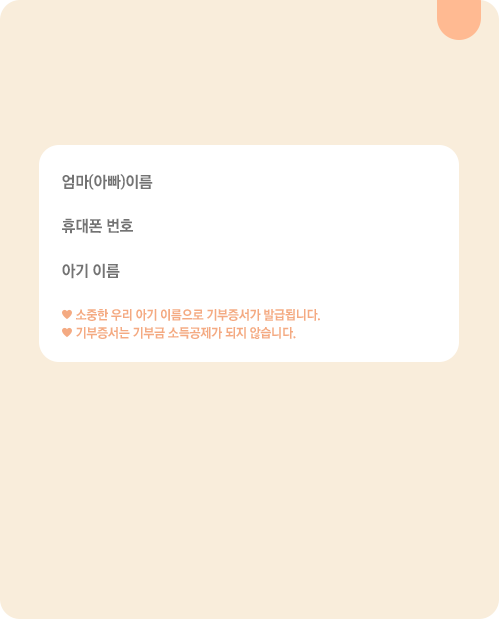 엄마(아빠)이름
휴대폰 번호
아기 이름
♥ 소중한 우리 아기 이름으로 기부증서가 발급됩니다.
♥ 기부증서는 기부금 소득공제가 되지 않습니다.